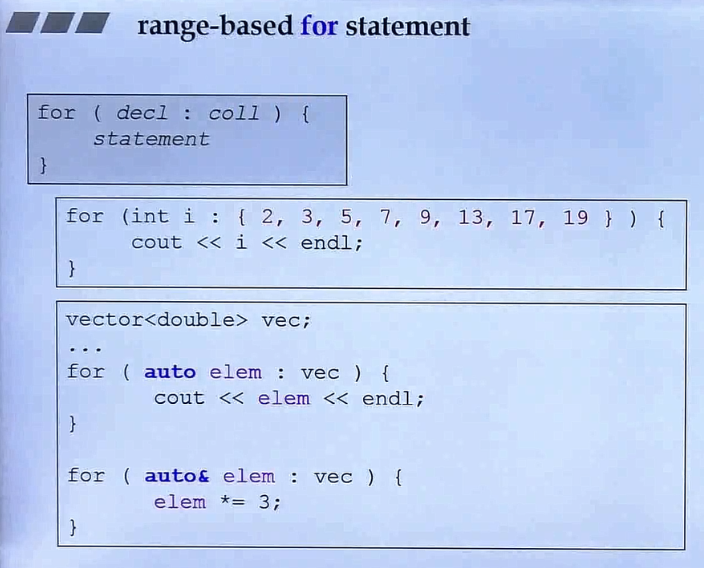 range-based for statement
for ( decl : coll ) {
statement
}
for (int i : { 2, 3, 5, 7, 9, 13, 17, 19 } ) {
cout << i << endl;
}
vector<double> vec;
...
for ( auto elem : vec ) {
cout << elem << endl;
}
for ( auto& elem : vec ) {
elem *= 3;
}